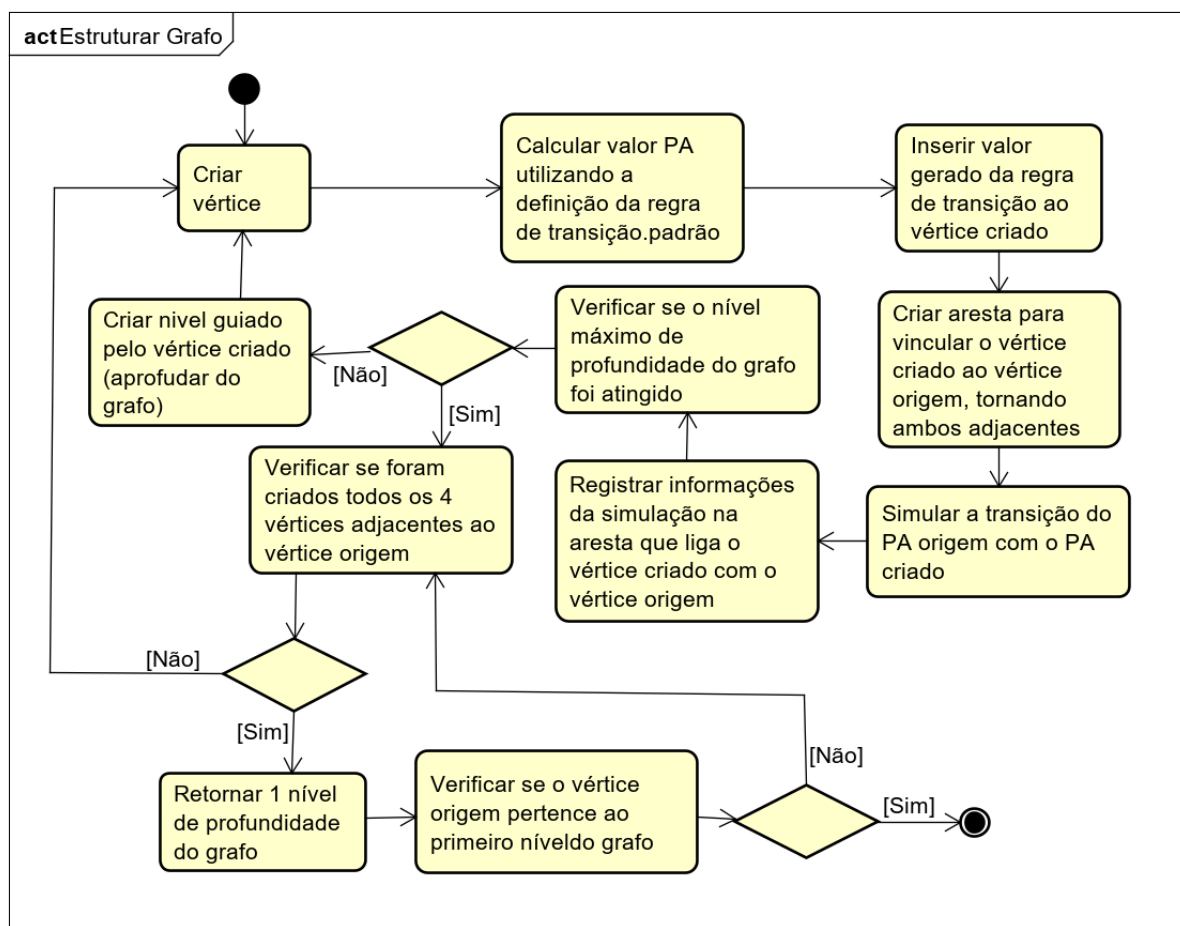 act Estruturar Grafo
Criar
vértice
Calcular valor PA
utilizando a
definição da regra
de transição.padrão
Inserir valor
gerado da regra
de transição ao
vértice criado
Criar nivel guiado
pelo vértice criado
(aprofudar do
grafo)
[Não]
[Sim]
Verificar se o nível
máximo de
profundidade do grafo
foi atingido
Criar aresta para
vincular o vértice
criado ao vértice
origem, tornando
ambos adjacentes
Verificar se foram
criados todos os 4
vértices adjacentes ao
vértice origem
Registrar informações
da simulação na
aresta que liga o
vértice criado com o
vértice origem
Simular a transição do
PA origem com o PA
criado
[Não]
[Sim]
Retornar 1 nível
de profundidade
do grafo
Verificar se o vértice
origem pertence ao
primeiro níveldo grafo
[Não]
[Sim]